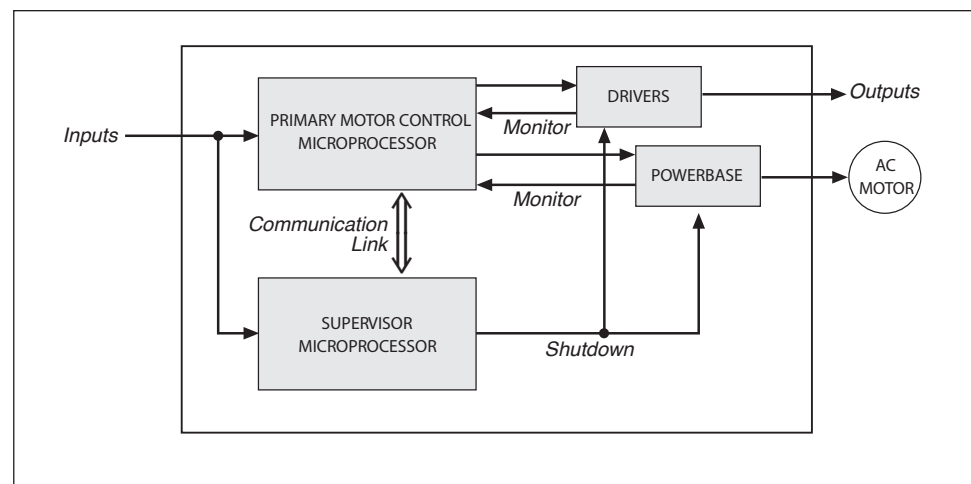 Inputs
PRIMARY MOTOR CONTROL
MICROPROCESSOR
DRIVERS
Outputs
Monitor
POWERBASE
AC
MOTOR
Monitor
Communication
Link
SUPERVISOR
MICROPROCESSOR
Shutdown